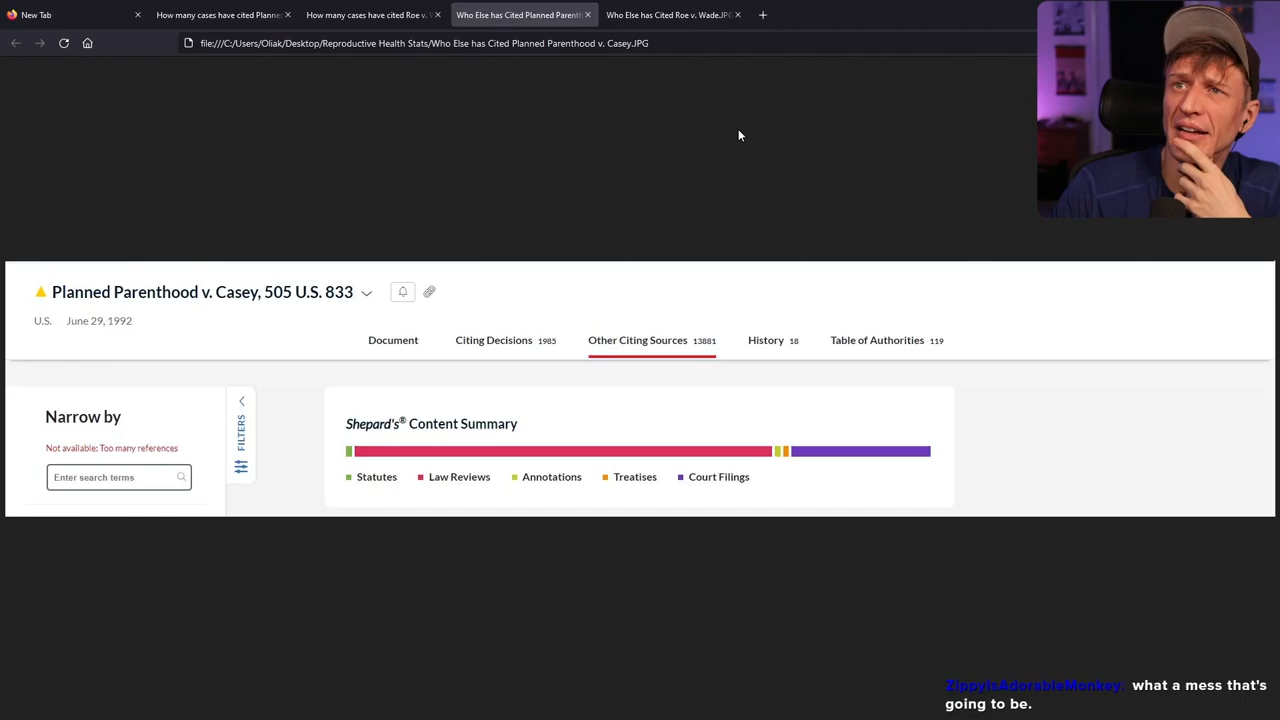 New Tab
How many cases have cited Planne
How many cases have cited Roe v. W
Who Else has Cited Planned Parenth
Who Else has Cited Roe v. Wade.JPG
file:///C:/Users/Oliak/Desktop/Reproductive Health Stats/Who Else has Cited Planned Parenthood v. Casey.JPG
Planned Parenthood v. Casey, 505 U.S. 833
U.S. June 29, 1992
Document Citing Decisions 1985 Other Citing Sources 13881 History 18 Table of Authorities 119
Narrow by
Not available: Too many references
Enter search terms
FILTERS
Shepard's® Content Summary
Statutes Law Reviews Annotations Treatises Court Filings
ZippyIsAdorableMonkey: what a mess that's
going to be.